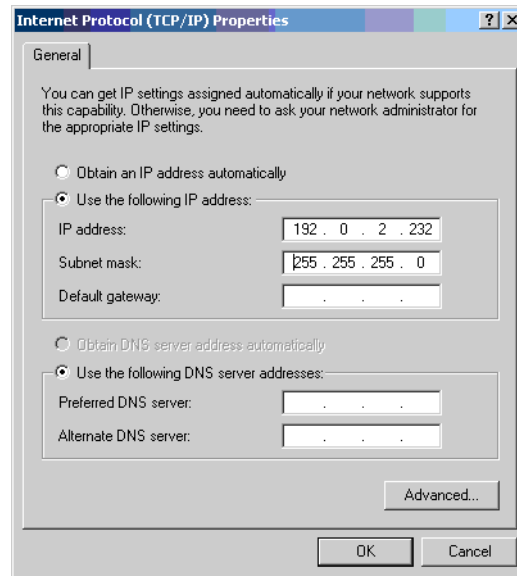 Internet Protocol (TCP/IP) Properties ? X
General
You can get IP settings assigned automatically if your network supports
this capability. Otherwise, you need to ask your network administrator for
the appropriate IP settings.
Obtain an IP address automatically
Use the following IP address:
IP address: 192 . 0 . 2 . 232
Subnet mask: 255 . 255 . 255 . 0
Default gateway: . . .
Obtain DNS server address automatically
Use the following DNS server addresses:
Preferred DNS server: . . .
Alternate DNS server: . . .
Advanced...
OK Cancel